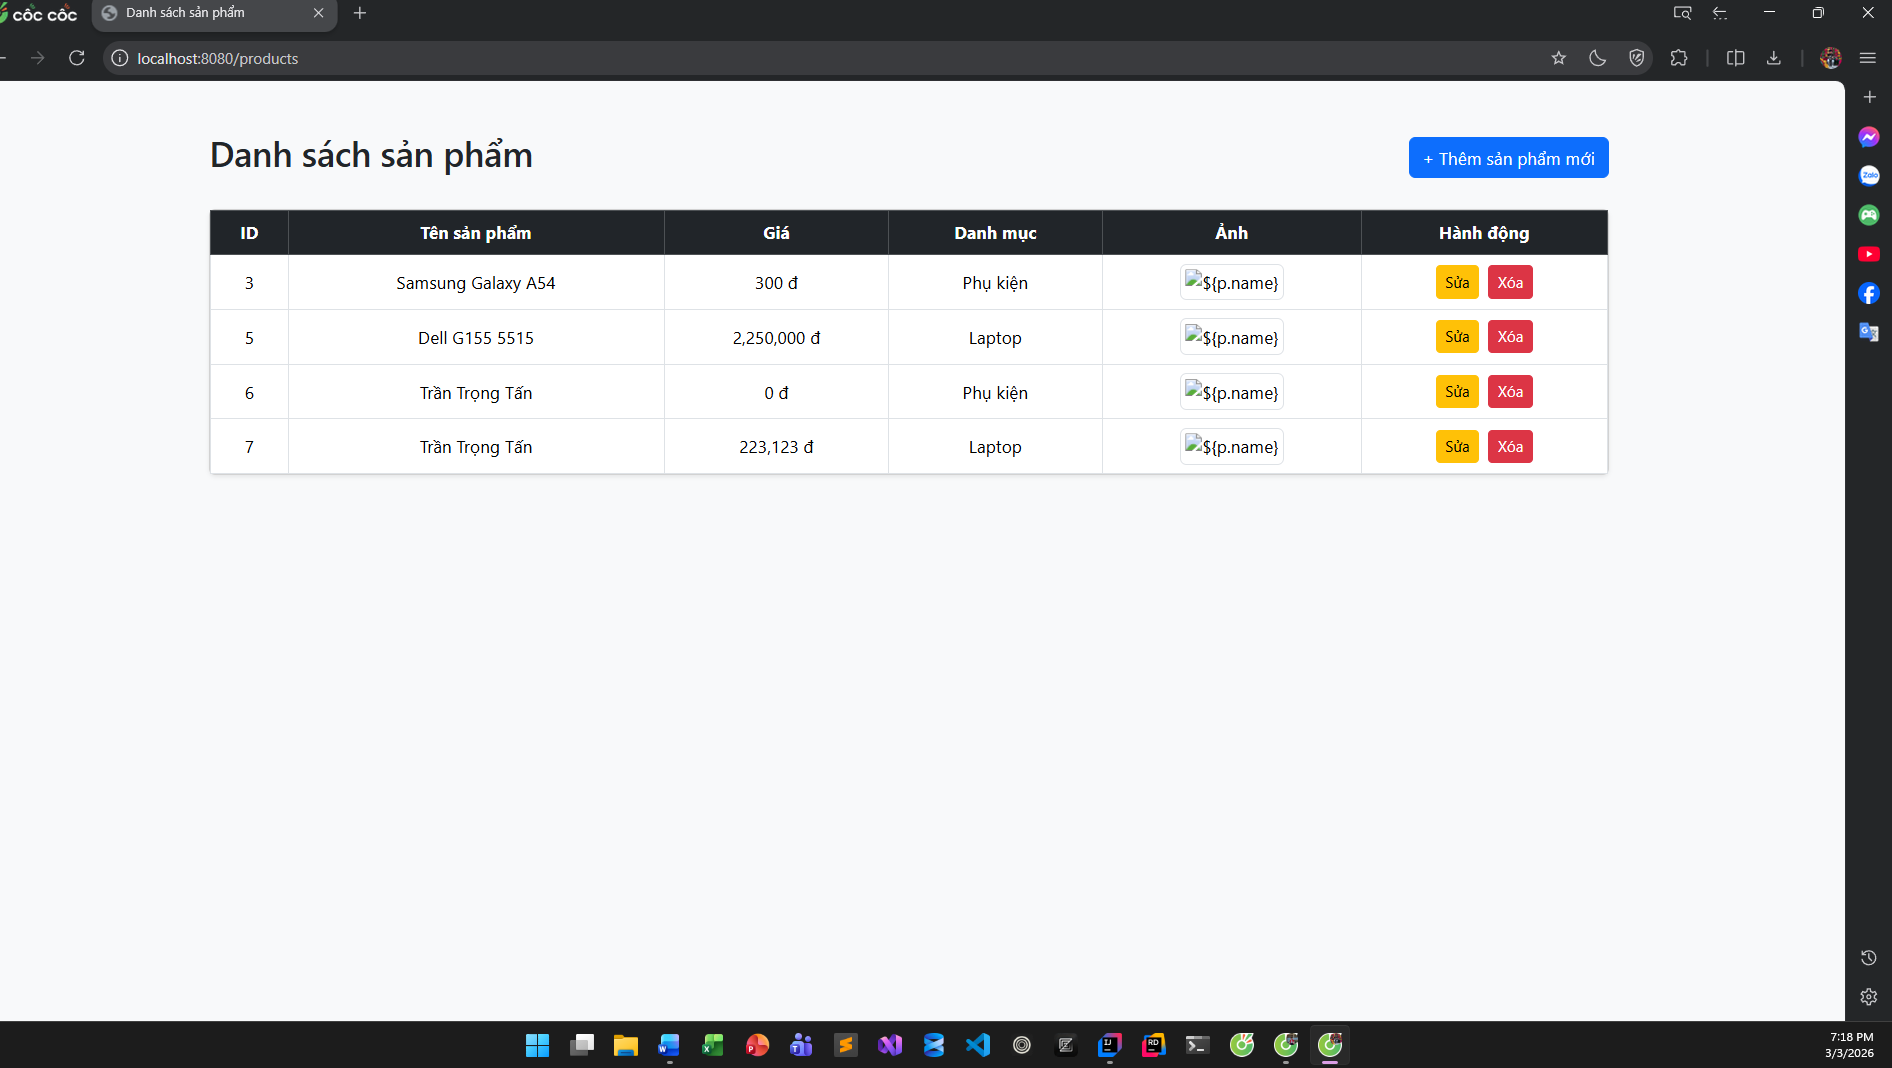 cốc cốc
Danh sách sản phẩm
localhost:8080/products
Danh sách sản phẩm
+ Thêm sản phẩm mới
ID Tên sản phẩm Giá Danh mục Ảnh Hành động
3 Samsung Galaxy A54 300 đ Phụ kiện ${p.name} Sửa Xóa
5 Dell G155 5515 2,250,000 đ Laptop ${p.name} Sửa Xóa
6 Trần Trọng Tấn 0 đ Phụ kiện ${p.name} Sửa Xóa
7 Trần Trọng Tấn 223,123 đ Laptop ${p.name} Sửa Xóa
Zalo
7:18 PM
3/3/2026